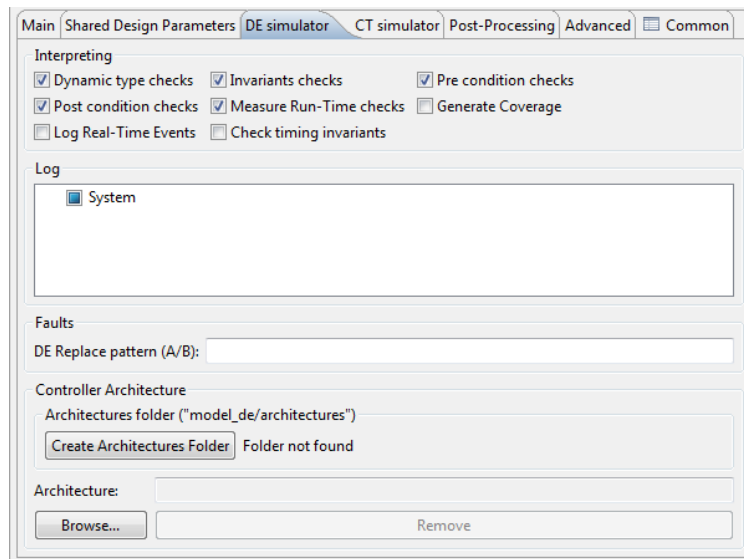 Main Shared Design Parameters DE simulator CT simulator Post-Processing Advanced Common
Interpreting
Dynamic type checks Invariants checks Pre condition checks
Post condition checks Measure Run-Time checks Generate Coverage
Log Real-Time Events Check timing invariants
Log
System
Faults
DE Replace pattern (A/B):
Controller Architecture
Architectures folder ("model_de/architectures")
Create Architectures Folder Folder not found
Architecture:
Browse... Remove